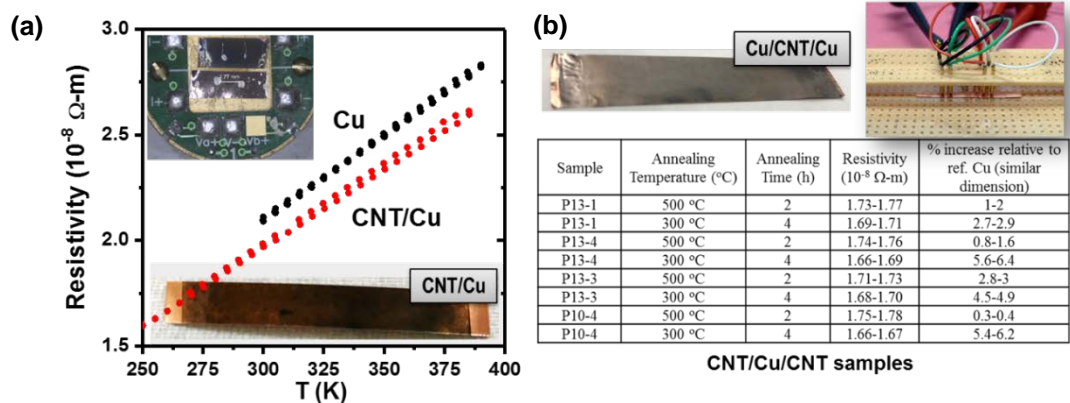 (a)
3.0
2.5
2.0
1.5
Resistivity (10⁻⁸ Ω-m)
Cu
CNT/Cu
CNT/Cu
250 275 300 325 350 375 400
T (K)
I+
I+
Va+ V- Vb+
1
(b)
Cu/CNT/Cu
Sample Annealing Temperature (°C) Annealing Time (h) Resistivity (10⁻⁸ Ω-m) % increase relative to ref. Cu (similar dimension)
P13-1 500 °C 2 1.73-1.77 1-2
P13-1 300 °C 4 1.69-1.71 2.7-2.9
P13-4 500 °C 2 1.74-1.76 0.8-1.6
P13-4 300 °C 4 1.66-1.69 5.6-6.4
P13-3 500 °C 2 1.71-1.73 2.8-3
P13-3 300 °C 4 1.68-1.70 4.5-4.9
P10-4 500 °C 2 1.75-1.78 0.3-0.4
P10-4 300 °C 4 1.66-1.67 5.4-6.2
CNT/Cu/CNT samples